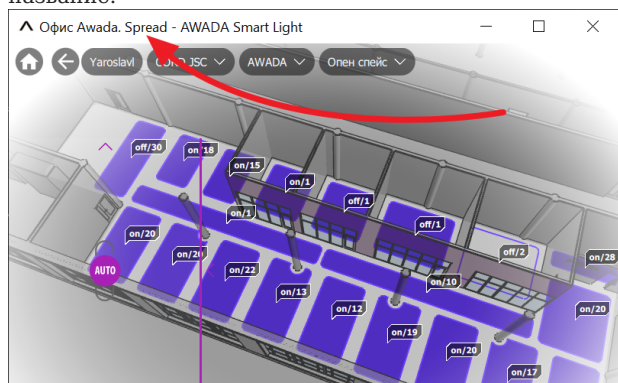 название.
Офис Awada. Spread - AWADA Smart Light
Yaroslavl JSC AWADA Опен спейс
off/30
on/18
on/15
on/1
off/1
off/1
off/2
on/28
on/1
on/20
on/20
on/22
on/13
on/12
on/10
on/20
on/19
on/20
on/17
AUTO